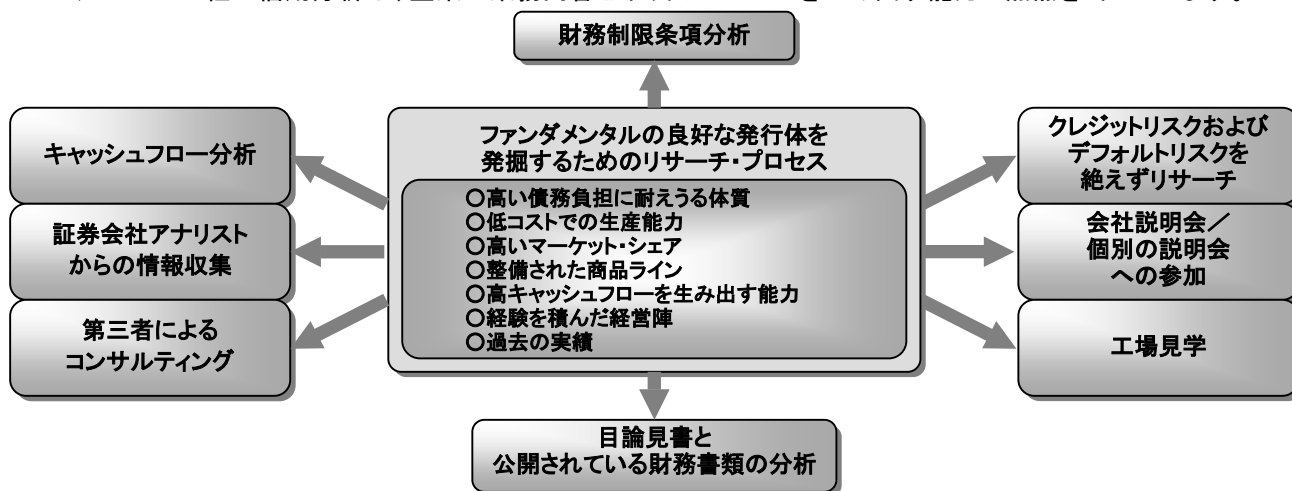 財務制限条項分析
キャッシュフロー分析
証券会社アナリスト
からの情報収集
第三者による
コンサルティング
ファンダメンタルの良好な発行体を
発掘するためのリサーチ・プロセス
○高い債務負担に耐えうる体質
○低コストでの生産能力
○高いマーケット・シェア
○整備された商品ライン
○高キャッシュフローを生み出す能力
○経験を積んだ経営陣
○過去の実績
クレジットリスクおよび
デフォルトリスクを
絶えずリサーチ
会社説明会/
個別の説明会
への参加
工場見学
目論見書と
公開されている財務書類の分析